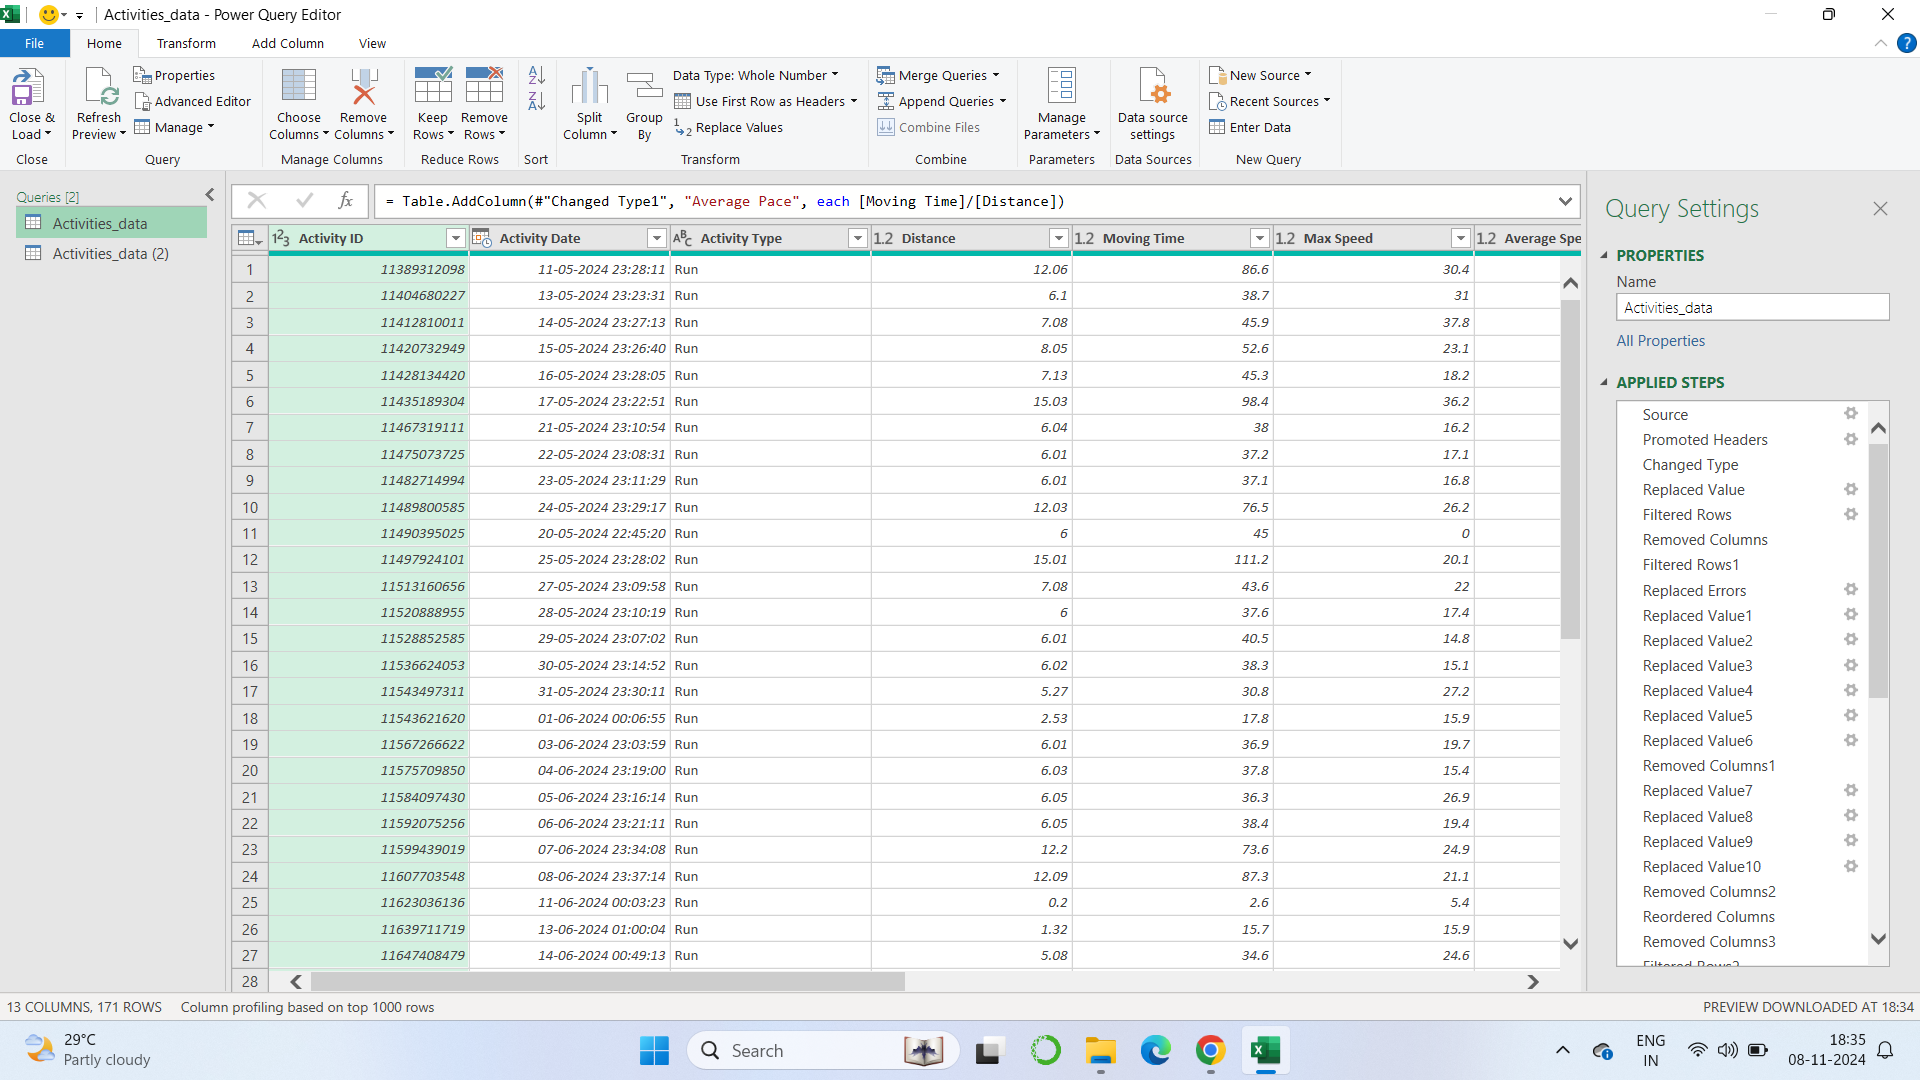 Activities_data - Power Query Editor
File Home Transform Add Column View
Close & Load
Close
Refresh Preview
Properties
Advanced Editor
Manage
Query
Choose Columns
Remove Columns
Manage Columns
Keep Rows
Remove Rows
Reduce Rows
Sort
Split Column
Group By
Data Type: Whole Number
Use First Row as Headers
Replace Values
Transform
Merge Queries
Append Queries
Combine Files
Combine
Manage Parameters
Parameters
Data source settings
Data Sources
New Source
Recent Sources
Enter Data
New Query
Queries [2]
Activities_data
Activities_data (2)
fx = Table.AddColumn(#"Changed Type1", "Average Pace", each [Moving Time]/[Distance])
123 Activity ID Activity Date ABC Activity Type 1.2 Distance 1.2 Moving Time 1.2 Max Speed 1.2 Average Spe
1 11389312098 11-05-2024 23:28:11 Run 12.06 86.6 30.4
2 11404680227 13-05-2024 23:23:31 Run 6.1 38.7 31
3 11412810011 14-05-2024 23:27:13 Run 7.08 45.9 37.8
4 11420732949 15-05-2024 23:26:40 Run 8.05 52.6 23.1
5 11428134420 16-05-2024 23:28:05 Run 7.13 45.3 18.2
6 11435189304 17-05-2024 23:22:51 Run 15.03 98.4 36.2
7 11467319111 21-05-2024 23:10:54 Run 6.04 38 16.2
8 11475073725 22-05-2024 23:08:31 Run 6.01 37.2 17.1
9 11482714994 23-05-2024 23:11:29 Run 6.01 37.1 16.8
10 11489800585 24-05-2024 23:29:17 Run 12.03 76.5 26.2
11 11490395025 20-05-2024 22:45:20 Run 6 45 0
12 11497924101 25-05-2024 23:28:02 Run 15.01 111.2 20.1
13 11513160656 27-05-2024 23:09:58 Run 7.08 43.6 22
14 11520888955 28-05-2024 23:10:19 Run 6 37.6 17.4
15 11528852585 29-05-2024 23:07:02 Run 6.01 40.5 14.8
16 11536624053 30-05-2024 23:14:52 Run 6.02 38.3 15.1
17 11543497311 31-05-2024 23:30:11 Run 5.27 30.8 27.2
18 11543621620 01-06-2024 00:06:55 Run 2.53 17.8 15.9
19 11567266622 03-06-2024 23:03:59 Run 6.01 36.9 19.7
20 11575709850 04-06-2024 23:19:00 Run 6.03 37.8 15.4
21 11584097430 05-06-2024 23:16:14 Run 6.05 36.3 26.9
22 11592075256 06-06-2024 23:21:11 Run 6.05 38.4 19.4
23 11599439019 07-06-2024 23:34:08 Run 12.2 73.6 24.9
24 11607703548 08-06-2024 23:37:14 Run 12.09 87.3 21.1
25 11623036136 11-06-2024 00:03:23 Run 0.2 2.6 5.4
26 11639711719 13-06-2024 01:00:04 Run 1.32 15.7 15.9
27 11647408479 14-06-2024 00:49:13 Run 5.08 34.6 24.6
28
Query Settings
PROPERTIES
Name
Activities_data
All Properties
APPLIED STEPS
Source
Promoted Headers
Changed Type
Replaced Value
Filtered Rows
Removed Columns
Filtered Rows1
Replaced Errors
Replaced Value1
Replaced Value2
Replaced Value3
Replaced Value4
Replaced Value5
Replaced Value6
Removed Columns1
Replaced Value7
Replaced Value8
Replaced Value9
Replaced Value10
Removed Columns2
Reordered Columns
Removed Columns3
Filtered Rows2
13 COLUMNS, 171 ROWS Column profiling based on top 1000 rows PREVIEW DOWNLOADED AT 18:34
29°C
Partly cloudy
Search
ENG
IN
18:35
08-11-2024